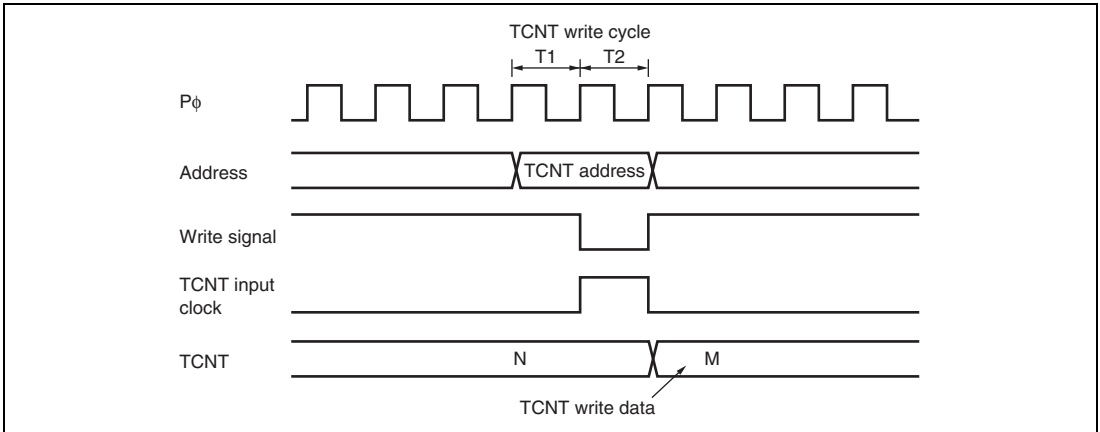 TCNT write cycle
T1 T2
Pϕ
Address
TCNT address
Write signal
TCNT input
clock
TCNT
N
M
TCNT write data